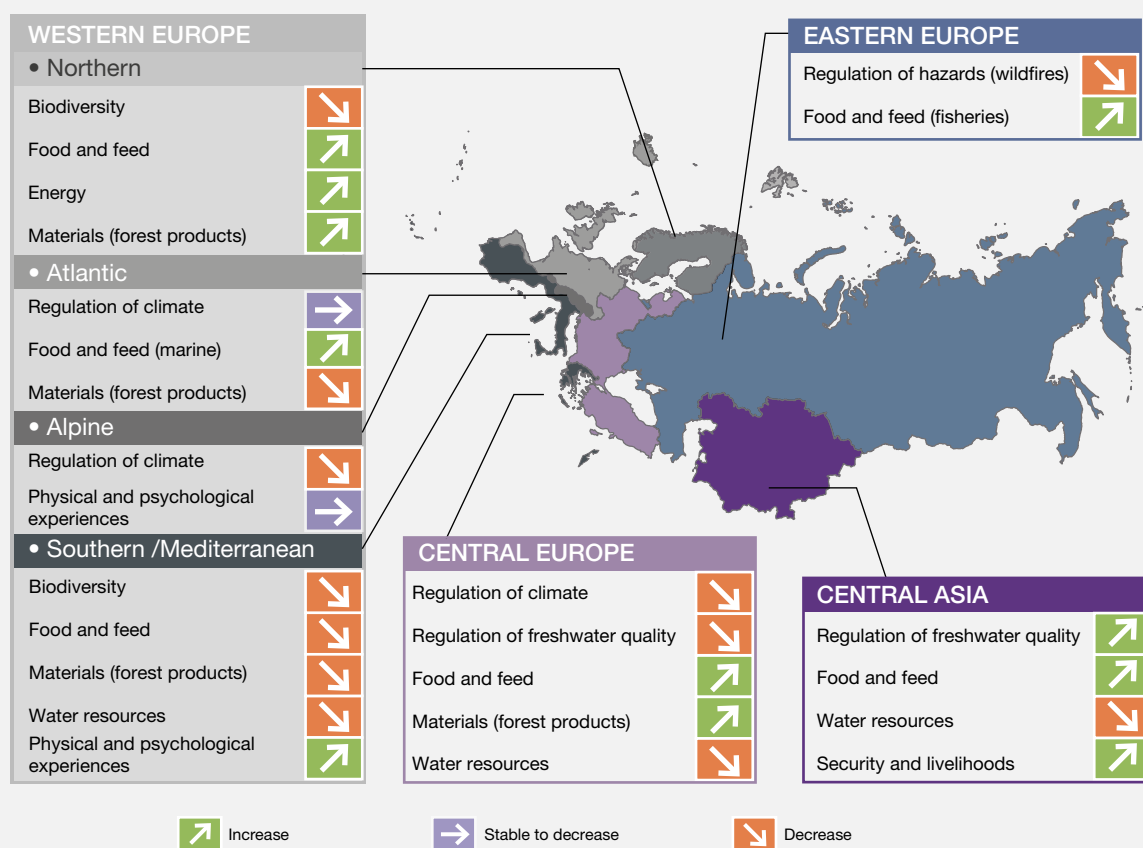 WESTERN EUROPE
• Northern
Biodiversity
Food and feed
Energy
Materials (forest products)
• Atlantic
Regulation of climate
Food and feed (marine)
Materials (forest products)
• Alpine
Regulation of climate
Physical and psychological
experiences
• Southern /Mediterranean
Biodiversity
Food and feed
Materials (forest products)
Water resources
Physical and psychological
experiences
EASTERN EUROPE
Regulation of hazards (wildfires)
Food and feed (fisheries)
CENTRAL EUROPE
Regulation of climate
Regulation of freshwater quality
Food and feed
Materials (forest products)
Water resources
CENTRAL ASIA
Regulation of freshwater quality
Food and feed
Water resources
Security and livelihoods
Increase
Stable to decrease
Decrease